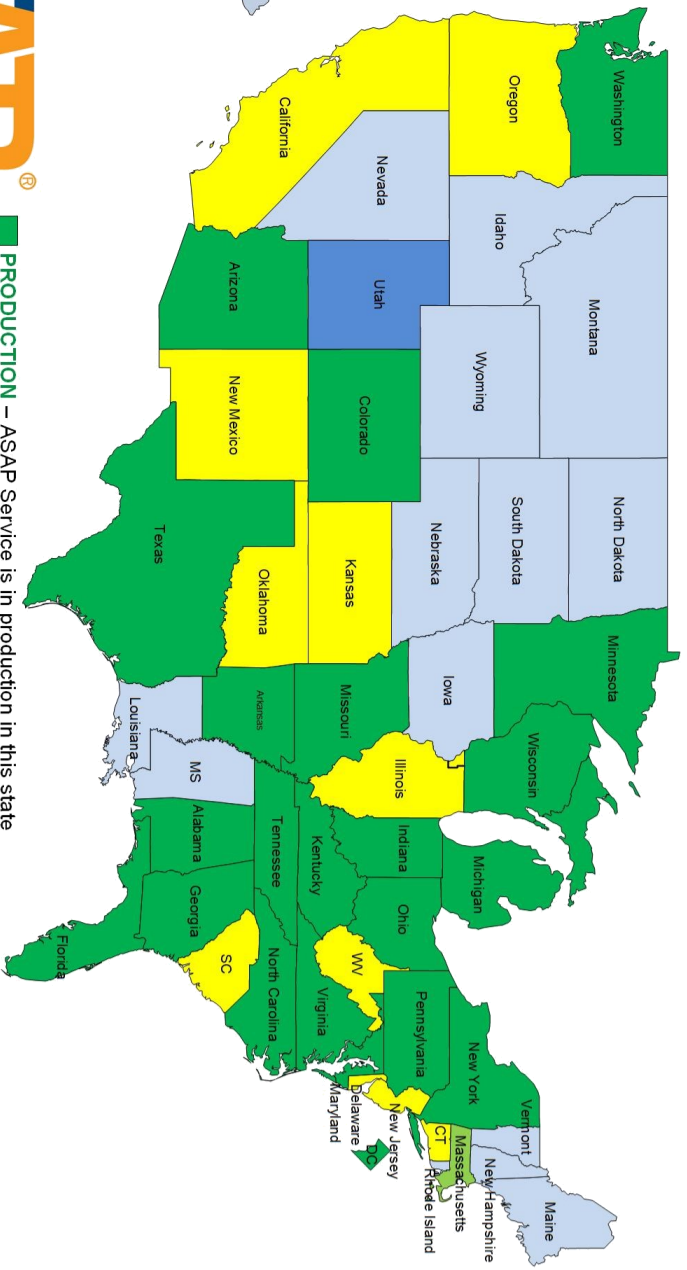 Washington
Oregon
California
Nevada
Idaho
Montana
Utah
Arizona
Wyoming
Colorado
New Mexico
North Dakota
South Dakota
Nebraska
Kansas
Oklahoma
Texas
Minnesota
Iowa
Missouri
Arkansas
Louisiana
Wisconsin
Illinois
MS
Michigan
Indiana
Kentucky
Tennessee
Alabama
Ohio
Georgia
Florida
WV
SC
North Carolina
Virginia
Pennsylvania
New York
Vermont
New Hampshire
Maine
Massachusetts
CT
Rhode Island
New Jersey
Delaware
Maryland
DC
®
PRODUCTION – ASAP Service is in production in this state